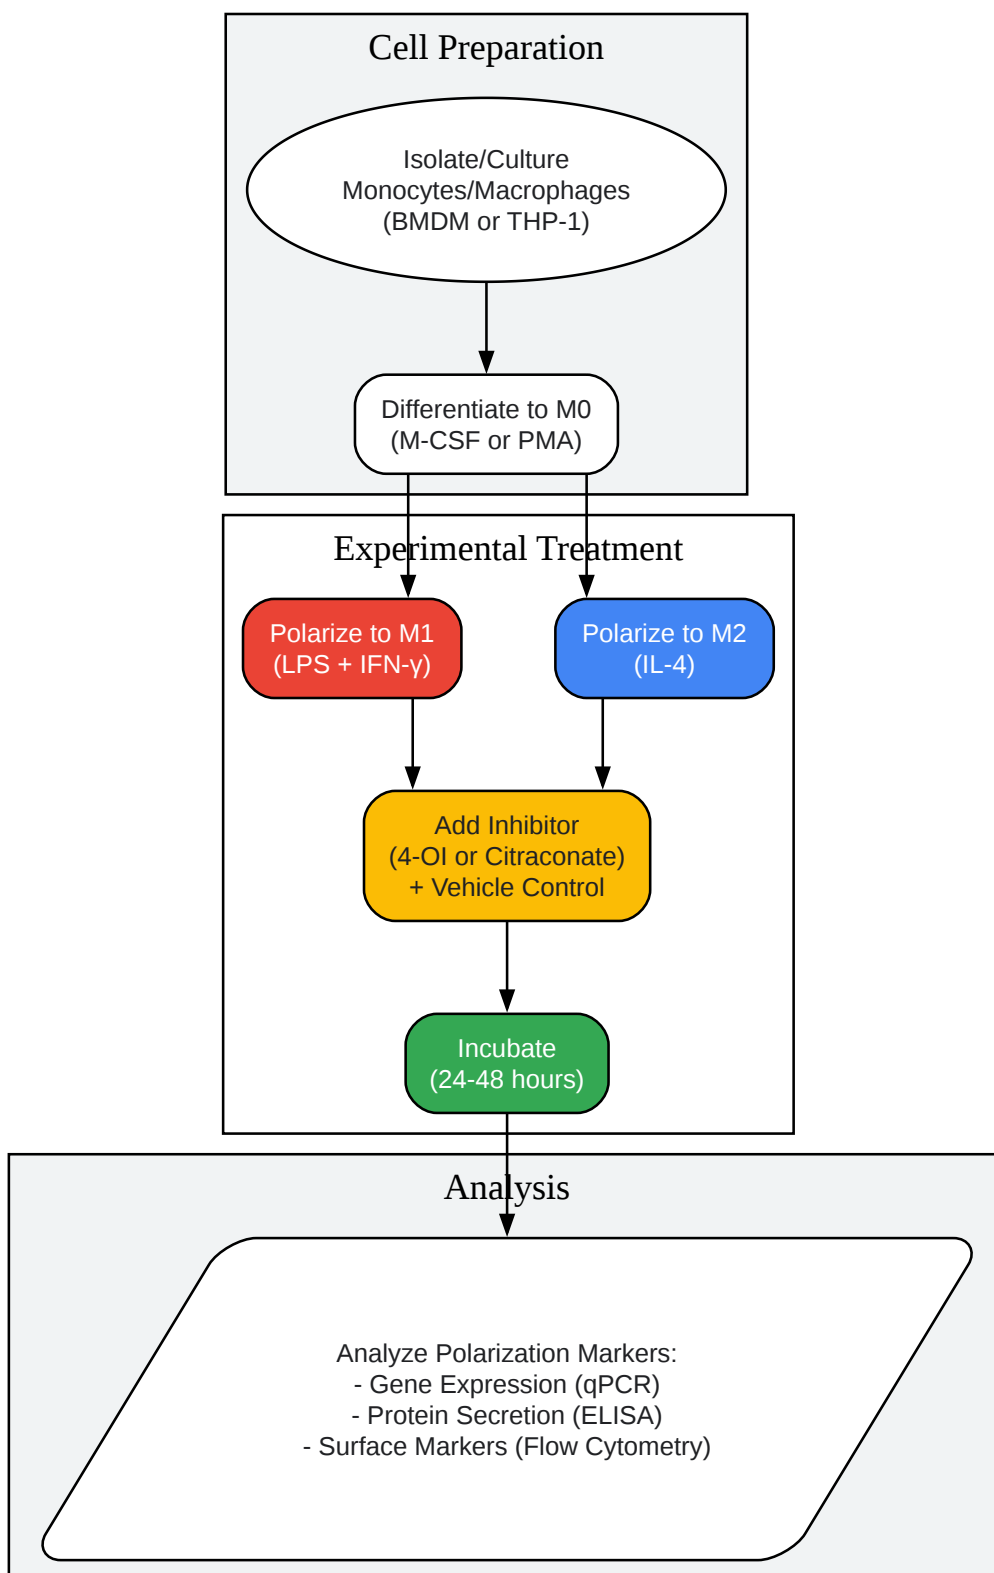 Cell Preparation
Isolate/Culture
Monocytes/Macrophages
(BMDM or THP-1)
Differentiate to M0
(M-CSF or PMA)
Experimental Treatment
Polarize to M1
(LPS + IFN-γ)
Polarize to M2
(IL-4)
Add Inhibitor
(4-OI or Citraconate)
+ Vehicle Control
Incubate
(24-48 hours)
Analysis
Analyze Polarization Markers:
- Gene Expression (qPCR)
- Protein Secretion (ELISA)
- Surface Markers (Flow Cytometry)